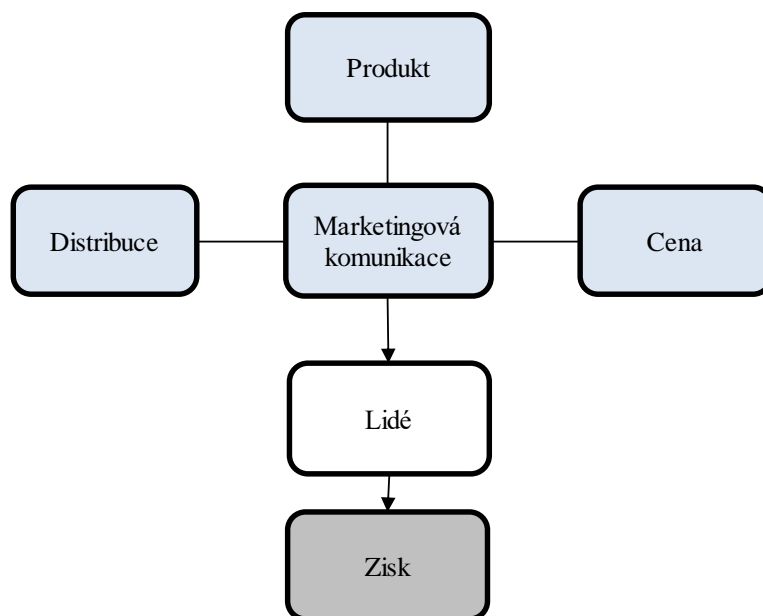 Produkt
Distribuce
Marketingová
komunikace
Cena
Lidé
Zisk